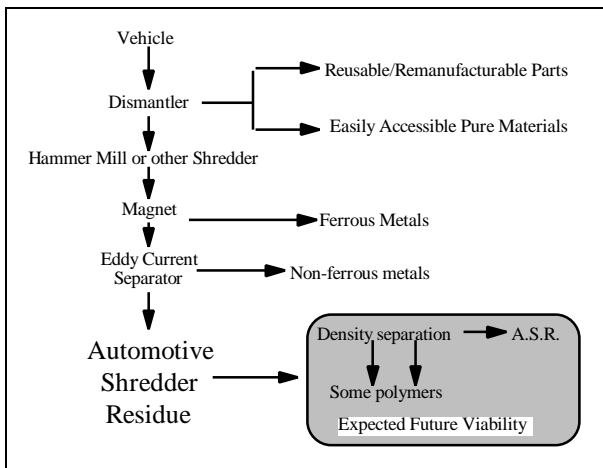 Vehicle
Reusable/Remanufacturable Parts
Dismantler
Easily Accessible Pure Materials
Hammer Mill or other Shredder
Magnet
Ferrous Metals
Eddy Current
Separator
Non-ferrous metals
Automotive
Shredder
Residue
Density separation
A.S.R.
Some polymers
Expected Future Viability